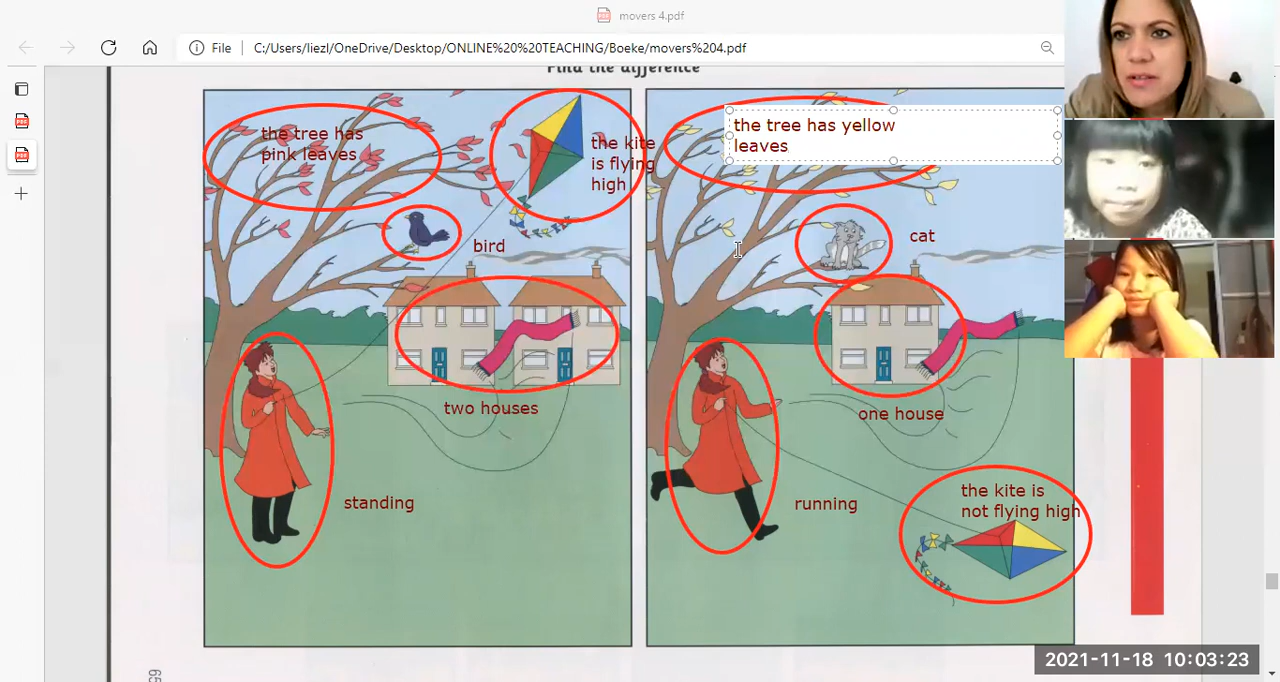 movers 4.pdf
File
C:/Users/liezl/OneDrive/Desktop/ONLINE%20%20TEACHING/Boeke/movers%204.pdf
Find the difference
the tree has
pink leaves
the kite
is flying
high
bird
two houses
standing
the tree has yellow
leaves
cat
one house
running
the kite is
not flying high
59
2021-11-18 10:03:23